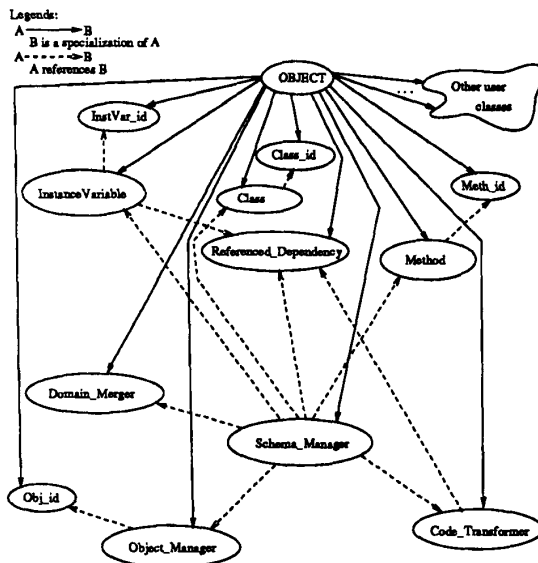 Legends:
A B
B is a specialization of A
A B
A references B
OBJECT
Other user
classes
...
InstVar_id
Class_id
InstanceVariable
Class
Meth_id
Referenced_Dependency
Method
Domain_Merger
Schema_Manager
Obj_id
Object_Manager
Code_Transformer